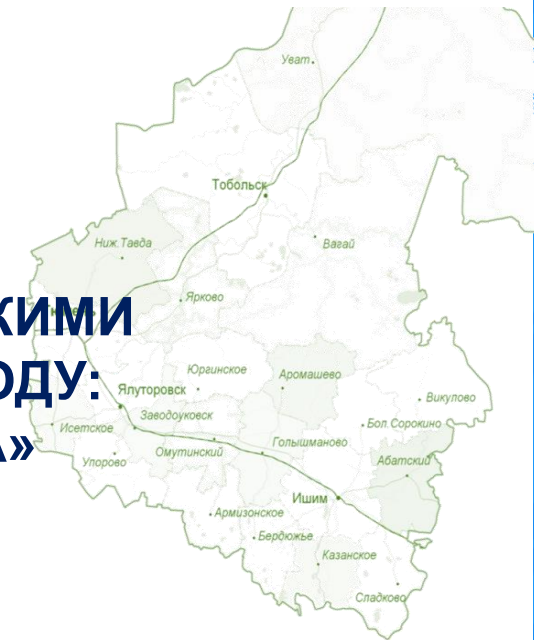 Уват
Тобольск
Ниж.Тавда
Вагай
Ярково
КИМИ
Юргинское
Аромашево
ОДУ:
Ялуторовск
Викулово
Заводоуковск
Бол.Сорокино
Исетское
Голышманово
А»
Омутинский
Абатский
Упорово
Ишим
Армизонское
Бердюжье
Казанское
Сладково